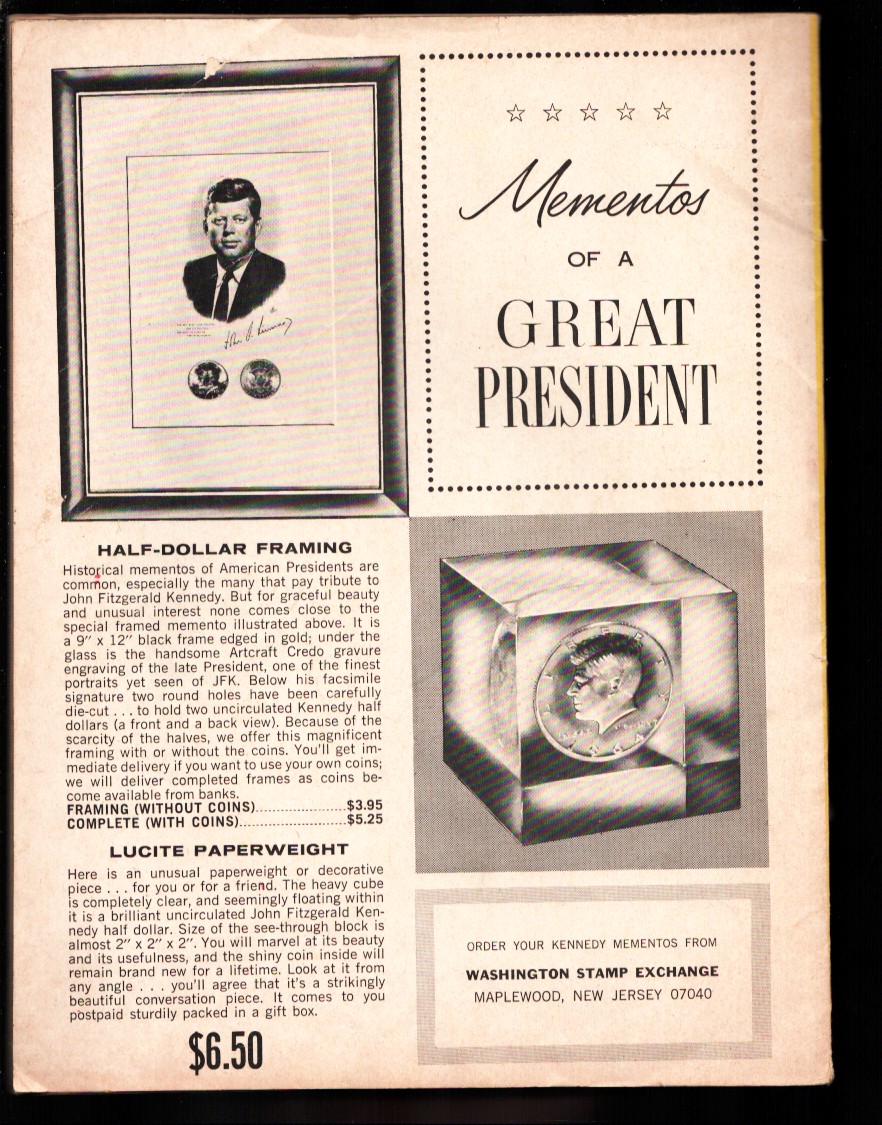 Mementos
OF A
GREAT
PRESIDENT
HALF-DOLLAR FRAMING
Historical mementos of American Presidents are
common, especially the many that pay tribute to
John Fitzgerald Kennedy. But for graceful beauty
and unusual interest none comes close to the
special framed memento illustrated above. It is
a 9" x 12" black frame edged in gold; under the
glass is the handsome Artcraft Credo gravure
engraving of the late President, one of the finest
portraits yet seen of JFK. Below his facsimile
signature two round holes have been carefully
die-cut . . . to hold two uncirculated Kennedy half
dollars (a front and a back view). Because of the
scarcity of the halves, we offer this magnificent
framing with or without the coins. You'll get im-
mediate delivery if you want to use your own coins;
we will deliver completed frames as coins be-
come available from banks.
FRAMING (WITHOUT COINS)......................$3.95
COMPLETE (WITH COINS)..........................$5.25
LUCITE PAPERWEIGHT
Here is an unusual paperweight or decorative
piece . . . for you or for a friend. The heavy cube
is completely clear, and seemingly floating within
it is a brilliant uncirculated John Fitzgerald Ken-
nedy half dollar. Size of the see-through block is
almost 2" x 2" x 2". You will marvel at its beauty
and its usefulness, and the shiny coin inside will
remain brand new for a lifetime. Look at it from
any angle . . . you'll agree that it's a strikingly
beautiful conversation piece. It comes to you
postpaid sturdily packed in a gift box.
$6.50
ORDER YOUR KENNEDY MEMENTOS FROM
WASHINGTON STAMP EXCHANGE
MAPLEWOOD, NEW JERSEY 07040